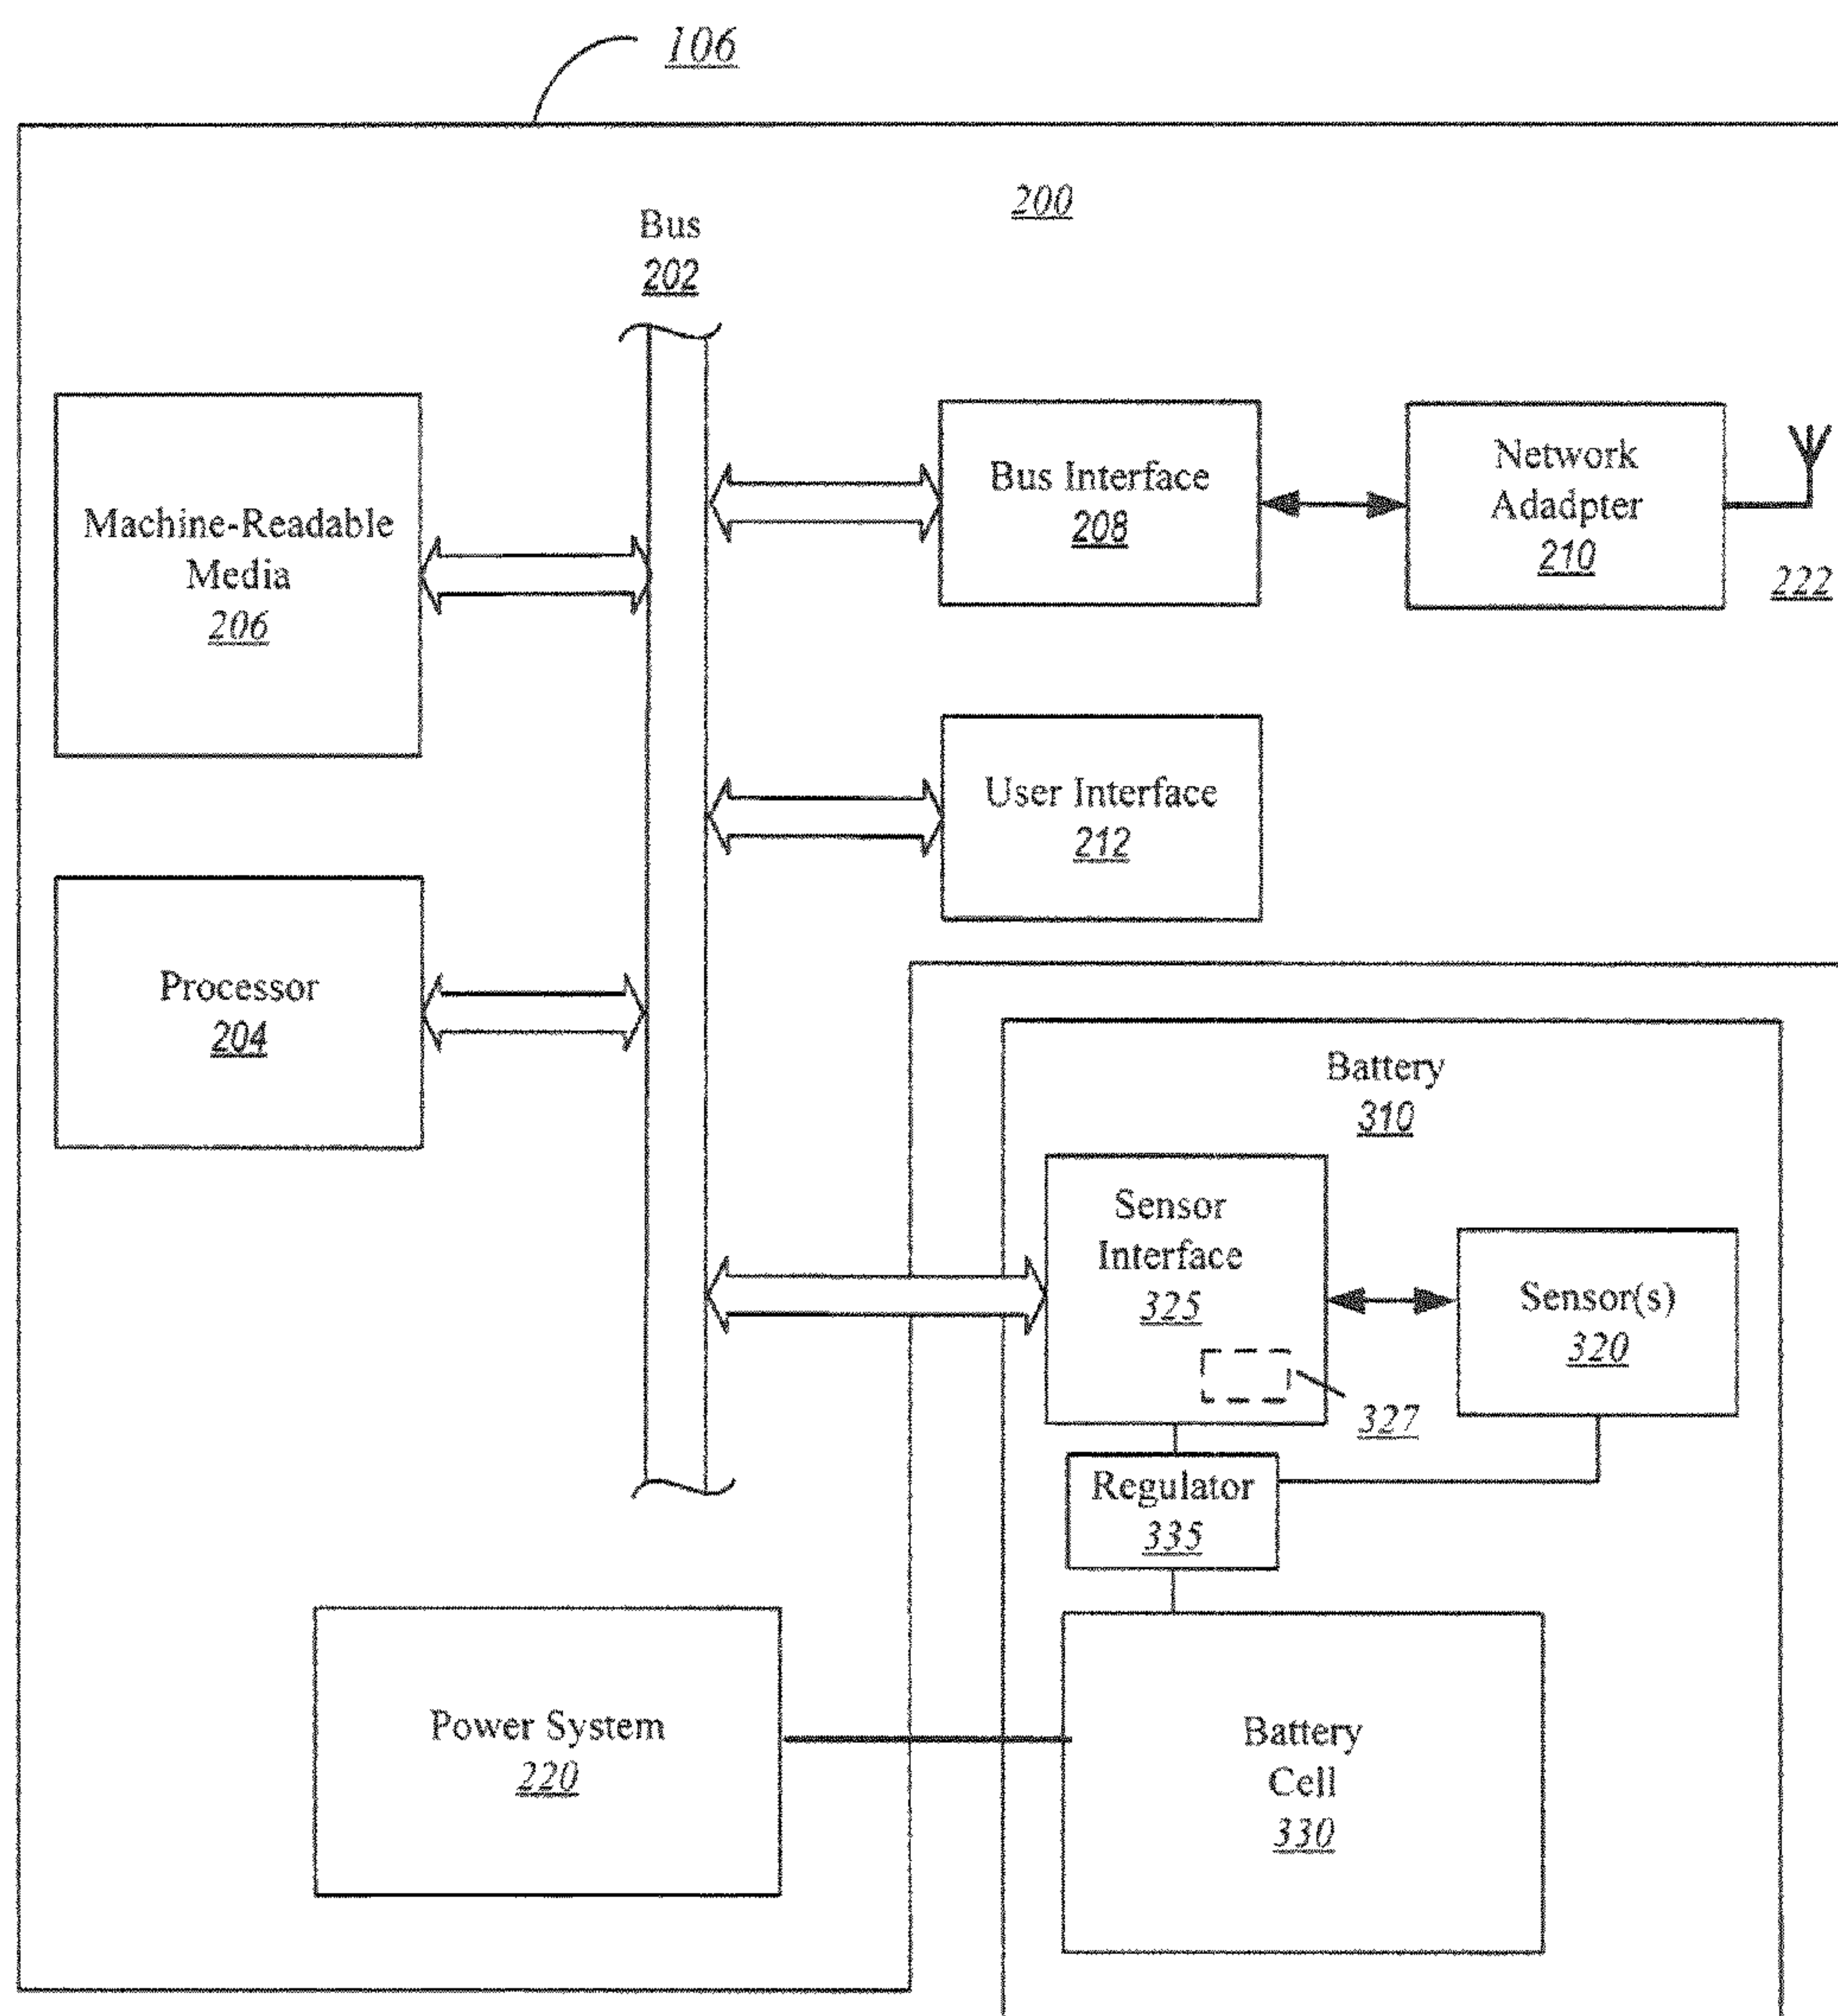 106
200
Bus
202
Machine-Readable
Media
206
Bus Interface
208
Network
Adadpter
210
222
User Interface
212
Processor
204
Battery
310
Sensor
Interface
325
Sensor(s)
320
327
Regulator
335
Power System
220
Battery
Cell
330